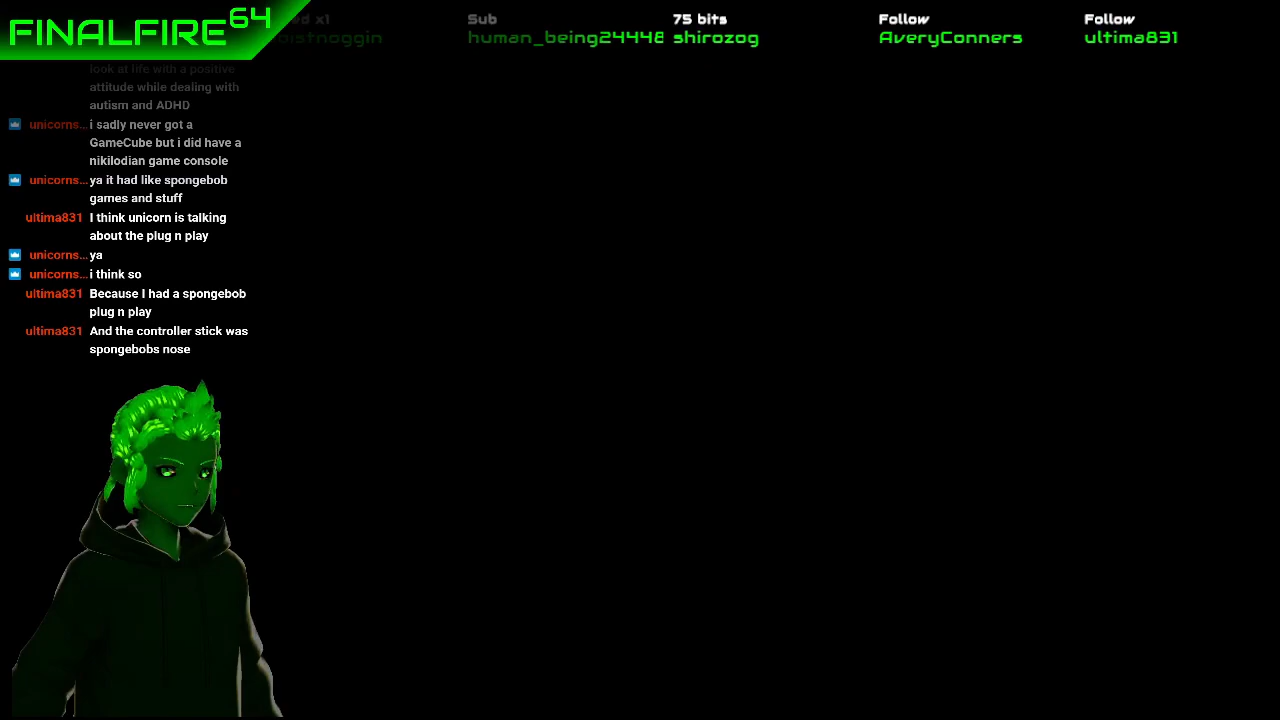 FINALFIRE64
x1
Sub
75 bits
Follow
Follow
human_being24448
shirozog
AveryConners
ultima831
look at life with a positive
attitude while dealing with
autism and ADHD
unicorns... i sadly never got a
GameCube but i did have a
nikilodian game console
unicorns... ya it had like spongebob
games and stuff
ultima831 I think unicorn is talking
about the plug n play
unicorns... ya
unicorns... i think so
ultima831 Because I had a spongebob
plug n play
ultima831 And the controller stick was
spongebobs nose